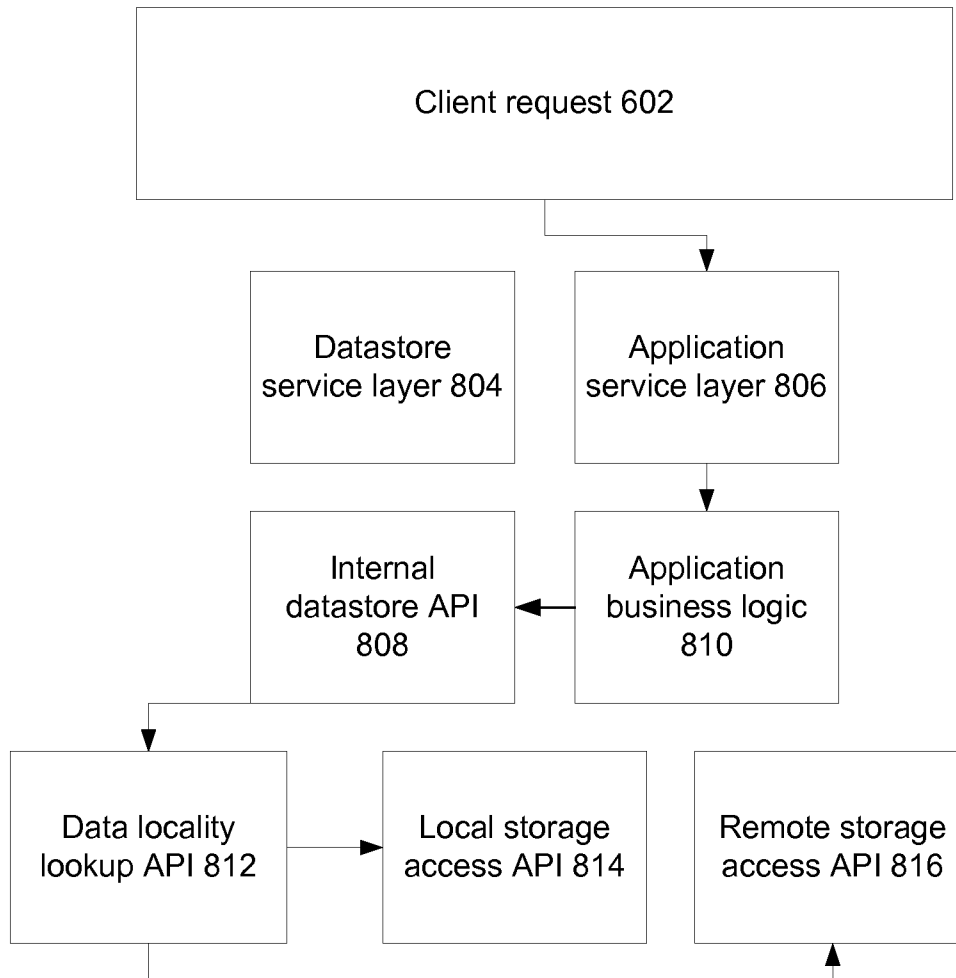 Client request 602
Datastore
service layer 804
Application
service layer 806
Internal
datastore API
808
Application
business logic
810
Data locality
lookup API 812
Local storage
access API 814
Remote storage
access API 816